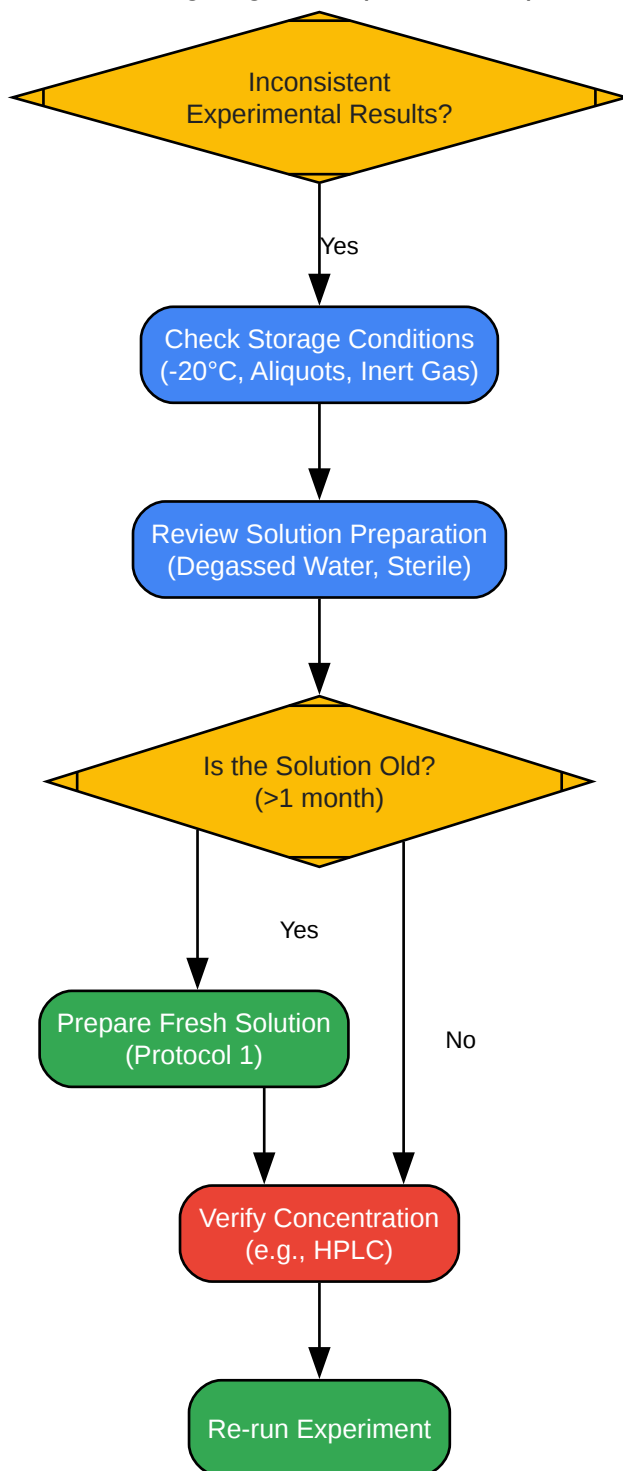 Inconsistent
Experimental Results?
Yes
Check Storage Conditions
(-20°C, Aliquots, Inert Gas)
Review Solution Preparation
(Degassed Water, Sterile)
Is the Solution Old?
(>1 month)
Yes
Prepare Fresh Solution
(Protocol 1)
No
Verify Concentration
(e.g., HPLC)
Re-run Experiment